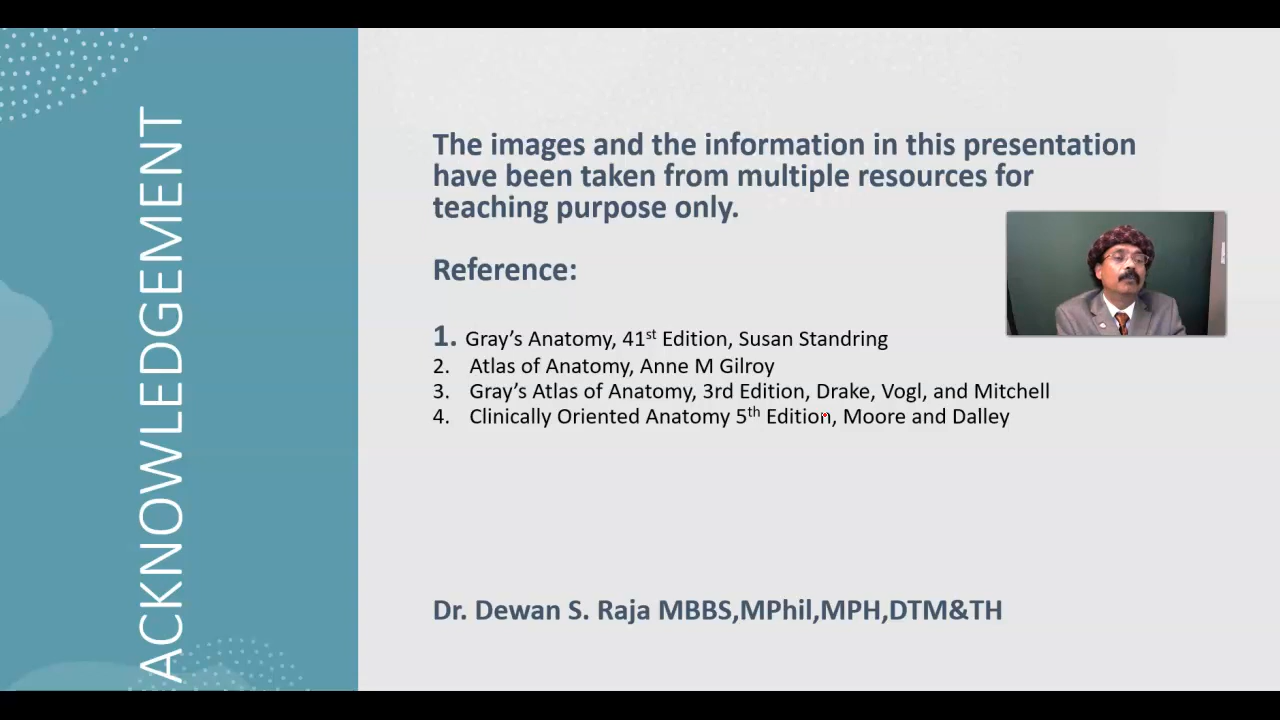 ACKNOWLEDGEMENT
The images and the information in this presentation
have been taken from multiple resources for
teaching purpose only.
Reference:
1. Gray’s Anatomy, 41st Edition, Susan Standring
2. Atlas of Anatomy, Anne M Gilroy
3. Gray’s Atlas of Anatomy, 3rd Edition, Drake, Vogl, and Mitchell
4. Clinically Oriented Anatomy 5th Edition, Moore and Dalley
Dr. Dewan S. Raja MBBS,MPhil,MPH,DTM&TH